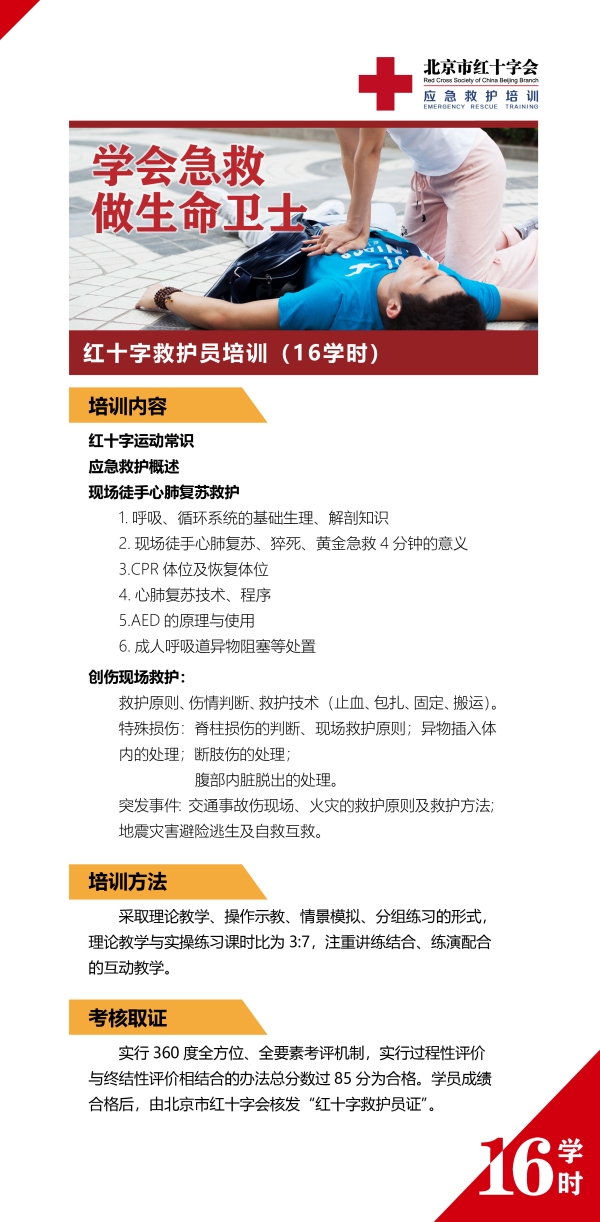 北京市红十字会
Red Cross Society of China Beijing Branch
应急救护培训
EMERGENCY RESCUE TRAINING
学会急救
做生命卫士
红十字救护员培训（16学时）
培训内容
红十字运动常识
应急救护概述
现场徒手心肺复苏救护
1. 呼吸、循环系统的基础生理、解剖知识
2. 现场徒手心肺复苏、猝死、黄金急救 4 分钟的意义
3.CPR 体位及恢复体位
4. 心肺复苏技术、程序
5.AED 的原理与使用
6. 成人呼吸道异物阻塞等处置
创伤现场救护：
救护原则、伤情判断、救护技术（止血、包扎、固定、搬运）。
特殊损伤：脊柱损伤的判断、现场救护原则；异物插入体
内的处理；断肢伤的处理；
腹部内脏脱出的处理。
突发事件：交通事故伤现场、火灾的救护原则及救护方法；
地震灾害避险逃生及自救互救。
培训方法
采取理论教学、操作示教、情景模拟、分组练习的形式，
理论教学与实操练习课时比为 3:7，注重讲练结合、练演配合
的互动教学。
考核取证
实行 360 度全方位、全要素考评机制，实行过程性评价
与终结性评价相结合的办法总分数过 85 分为合格。学员成绩
合格后，由北京市红十字会核发“红十字救护员证”。
16学时